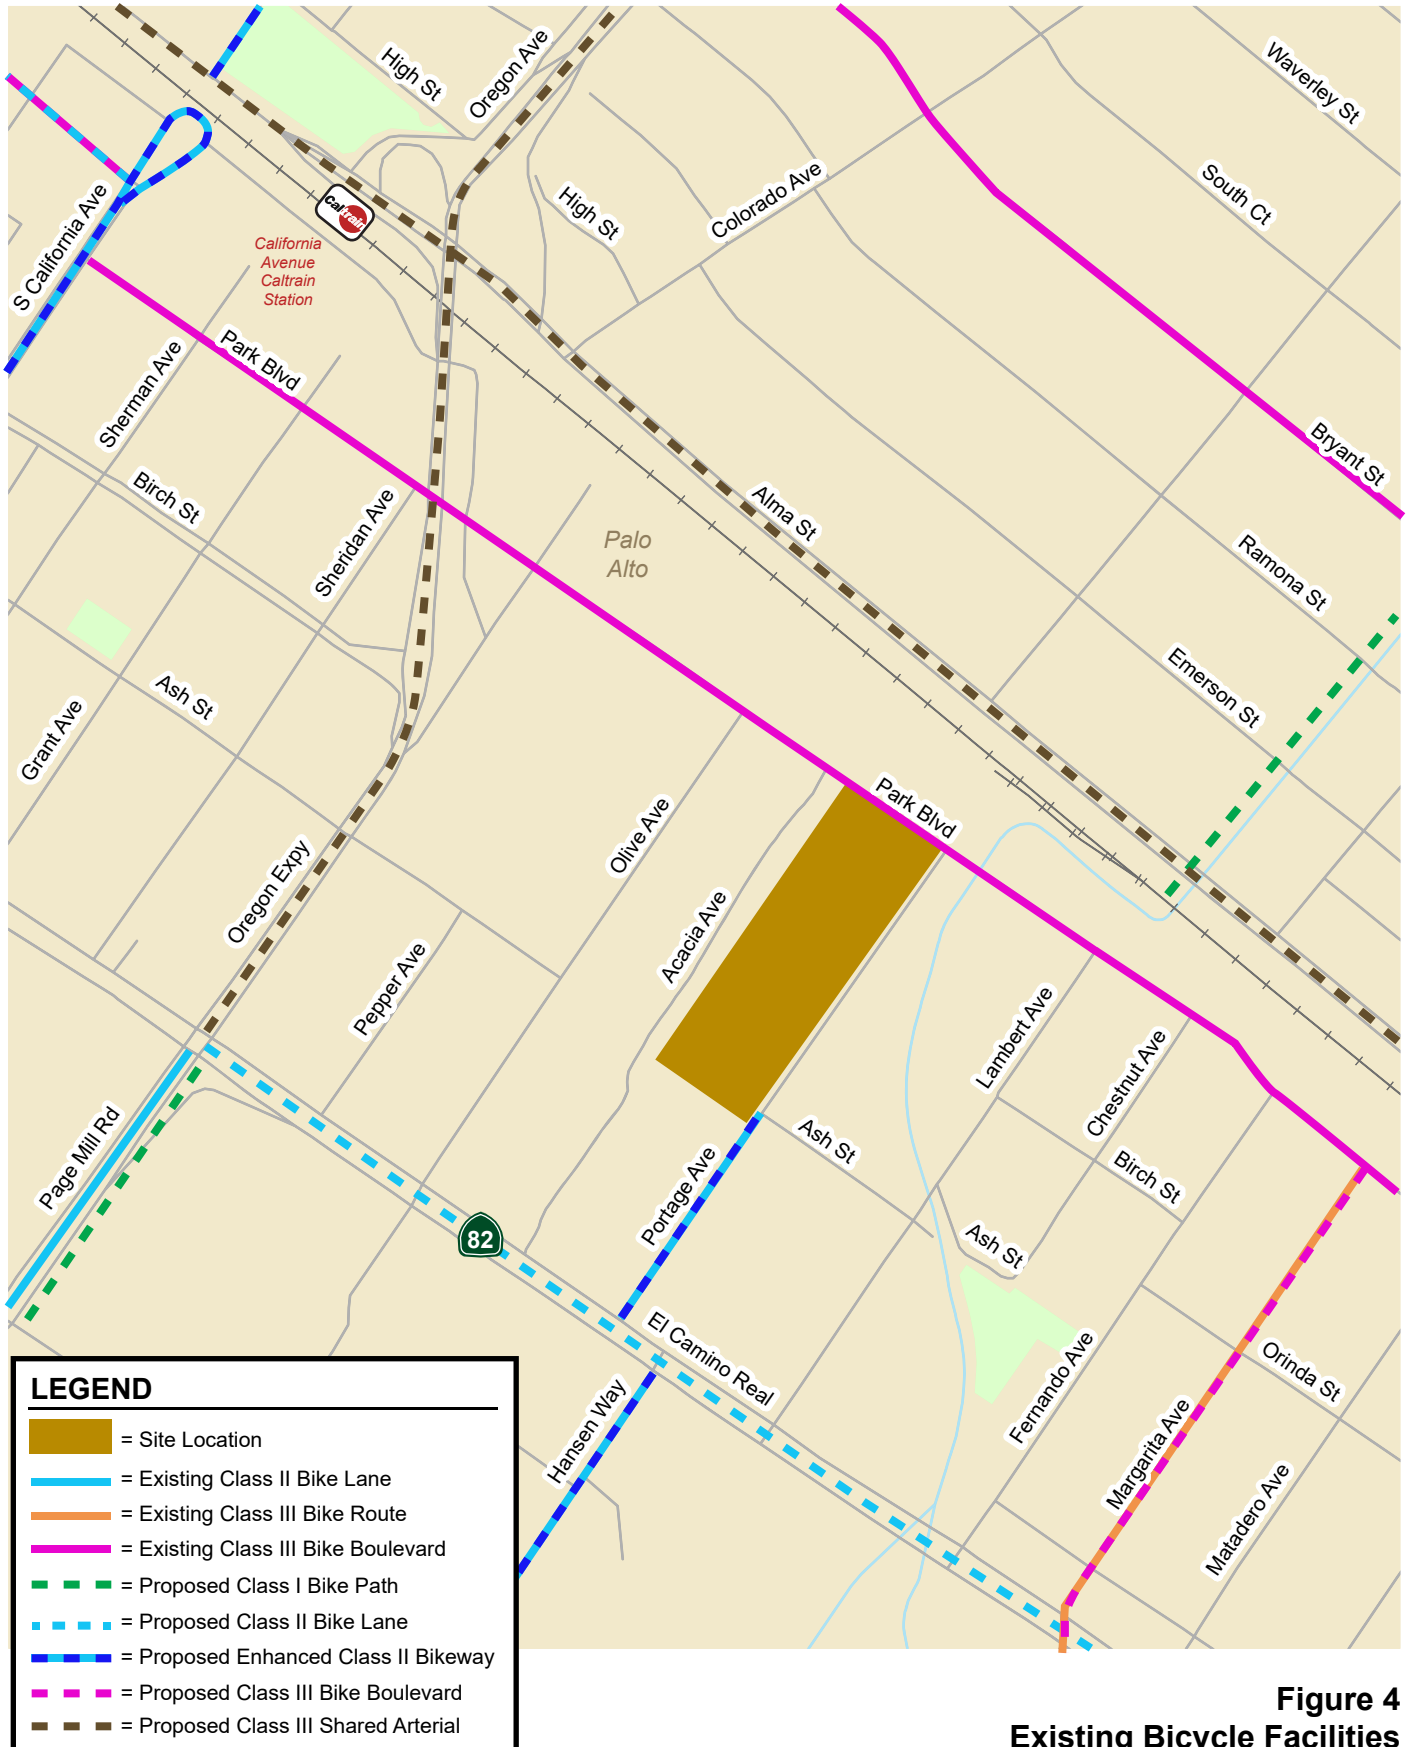 High St
Oregon Ave
Waverley St
South Ct
Colorado Ave
High St
S California Ave
Caltrain
California
Avenue
Caltrain
Station
Park Blvd
Sherman Ave
Bryant St
Birch St
Sheridan Ave
Alma St
Palo
Alto
Ramona St
Emerson St
Ash St
Grant Ave
Park Blvd
Olive Ave
Oregon Expy
Acacia Ave
Pepper Ave
Lambert Ave
Chestnut Ave
Page Mill Rd
Ash St
Birch St
Portage Ave
82
Ash St
El Camino Real
Orinda St
Fernando Ave
Hansen Way
Margarita Ave
Matadero Ave
LEGEND
= Site Location
= Existing Class II Bike Lane
= Existing Class III Bike Route
= Existing Class III Bike Boulevard
= Proposed Class I Bike Path
= Proposed Class II Bike Lane
= Proposed Enhanced Class II Bikeway
= Proposed Class III Bike Boulevard
= Proposed Class III Shared Arterial
Figure 4
Existing Bicycle Facilities